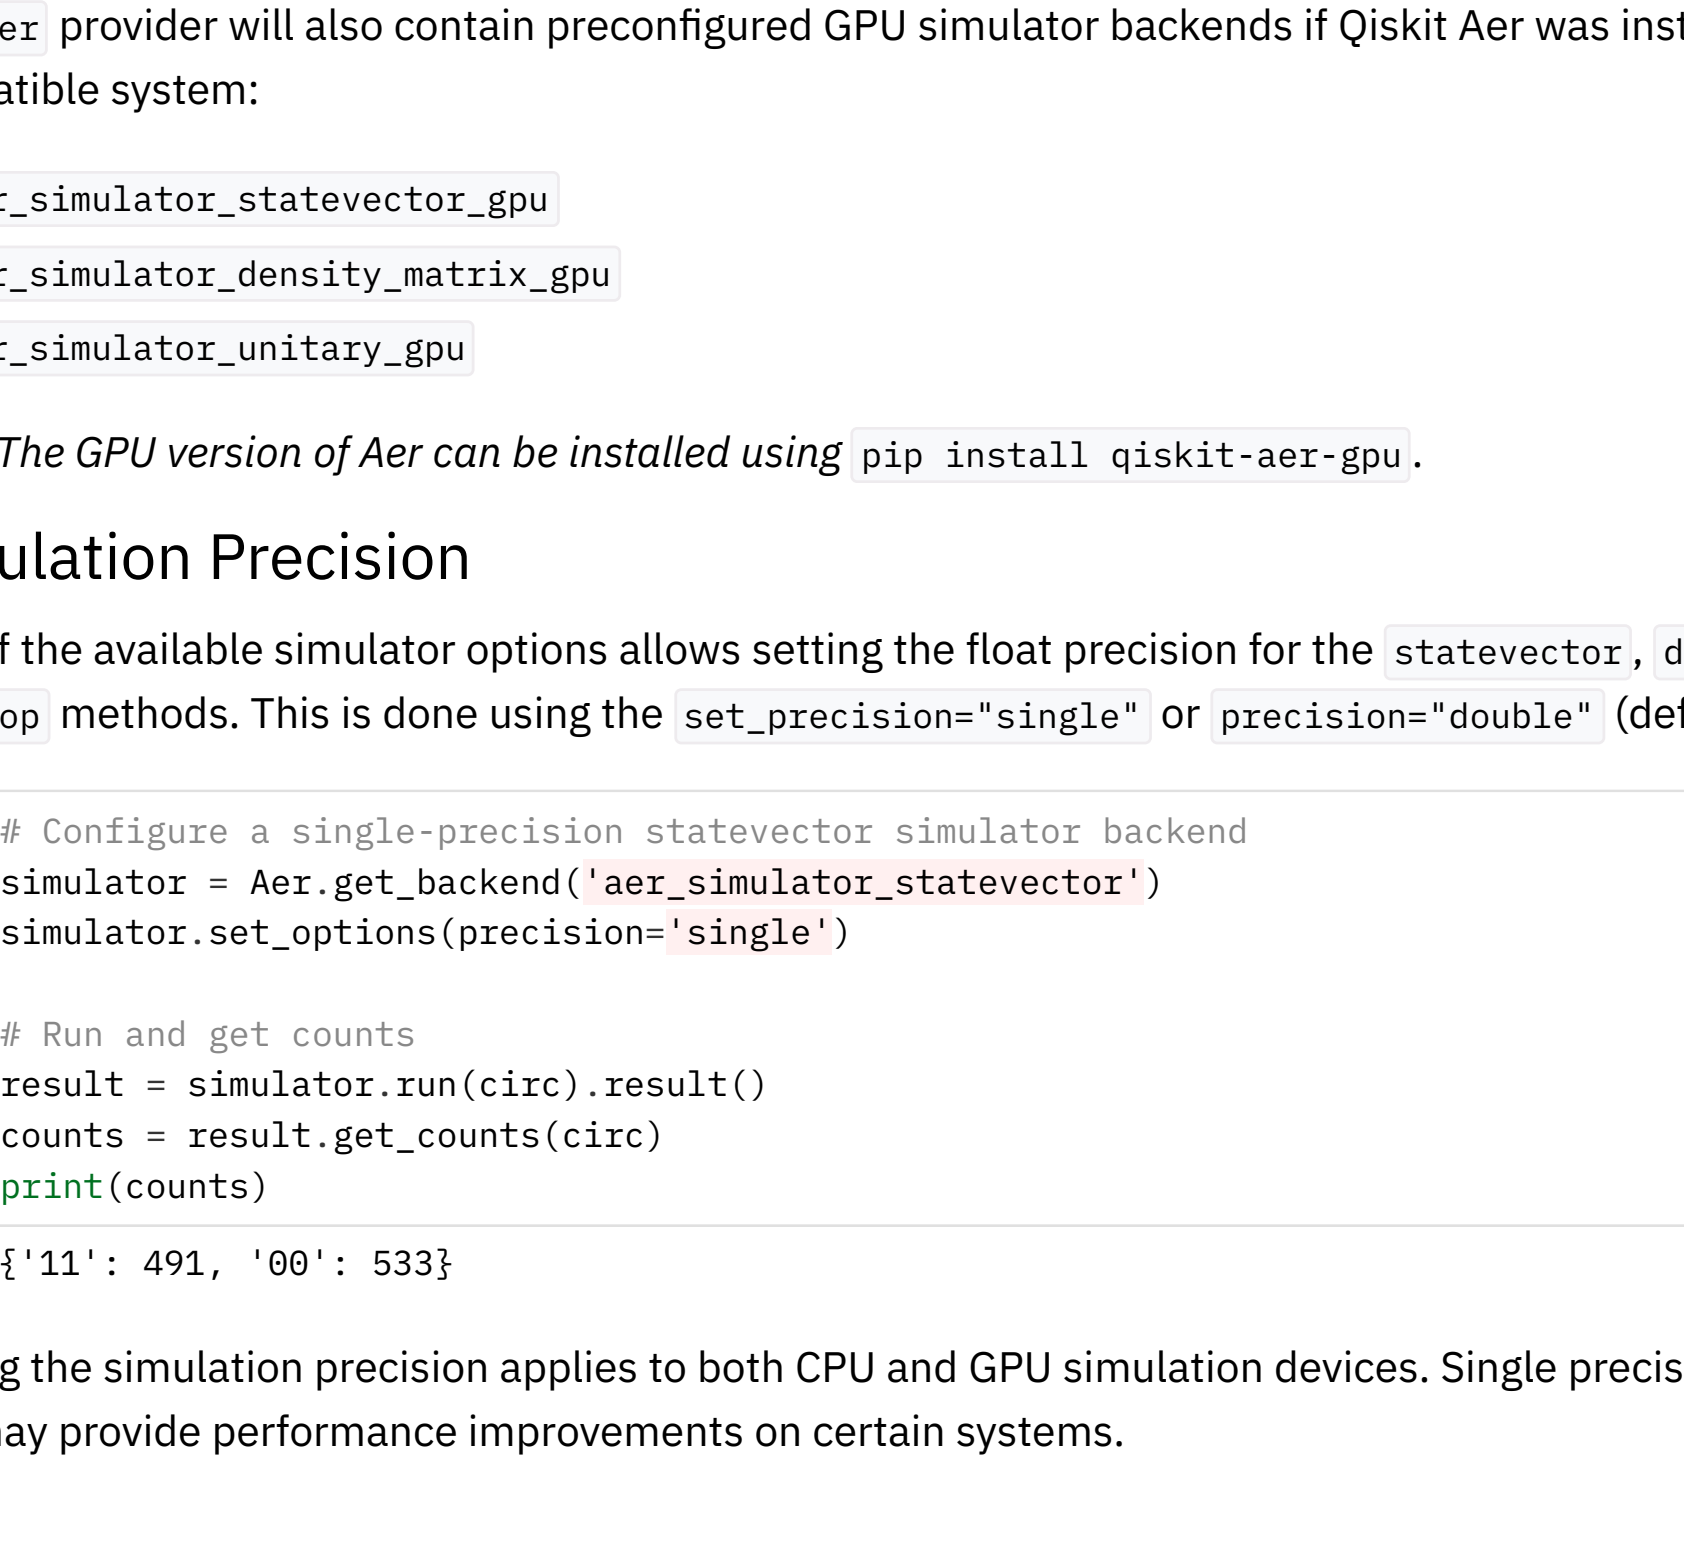 er provider will also contain preconfigured GPU simulator backends if Qiskit Aer was inst
atible system:
r_simulator_statevector_gpu
r_simulator_density_matrix_gpu
r_simulator_unitary_gpu
The GPU version of Aer can be installed using pip install qiskit-aer-gpu.
ulation Precision
f the available simulator options allows setting the float precision for the statevector, d
op methods. This is done using the set_precision="single" or precision="double" (def
# Configure a single-precision statevector simulator backend
simulator = Aer.get_backend('aer_simulator_statevector')
simulator.set_options(precision='single')
# Run and get counts
result = simulator.run(circ).result()
counts = result.get_counts(circ)
print(counts)
{'11': 491, '00': 533}
g the simulation precision applies to both CPU and GPU simulation devices. Single precis
ay provide performance improvements on certain systems.